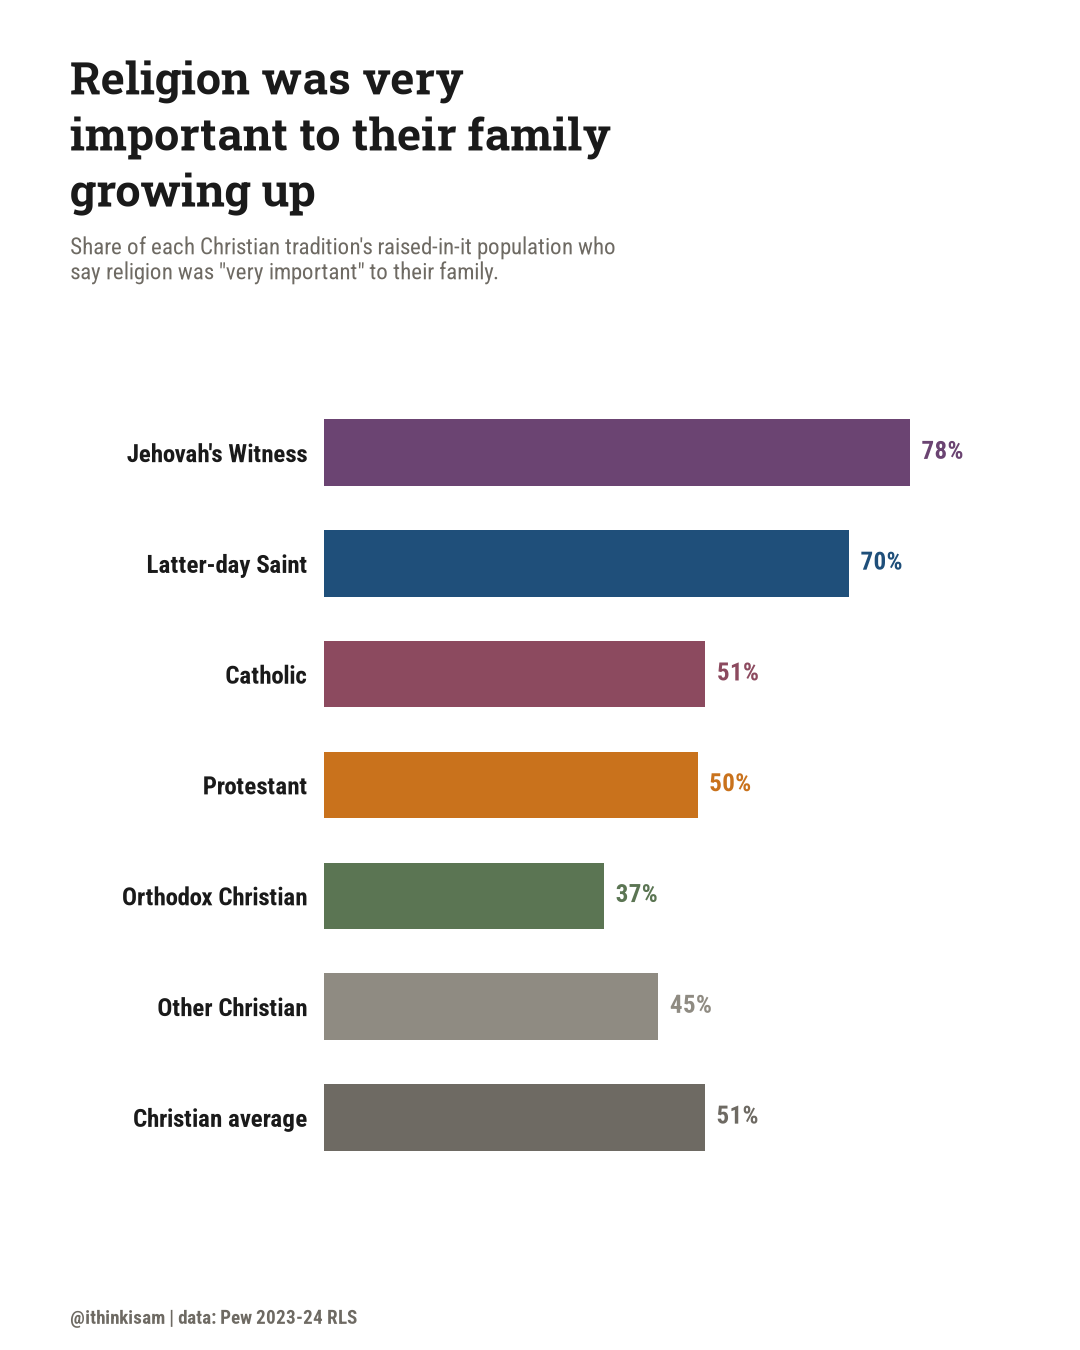 Religion was very
important to their family
growing up
Share of each Christian tradition's raised-in-it population who
say religion was "very important" to their family.
Jehovah's Witness 78%
Latter-day Saint 70%
Catholic 51%
Protestant 50%
Orthodox Christian 37%
Other Christian 45%
Christian average 51%
@ithinkisam | data: Pew 2023-24 RLS